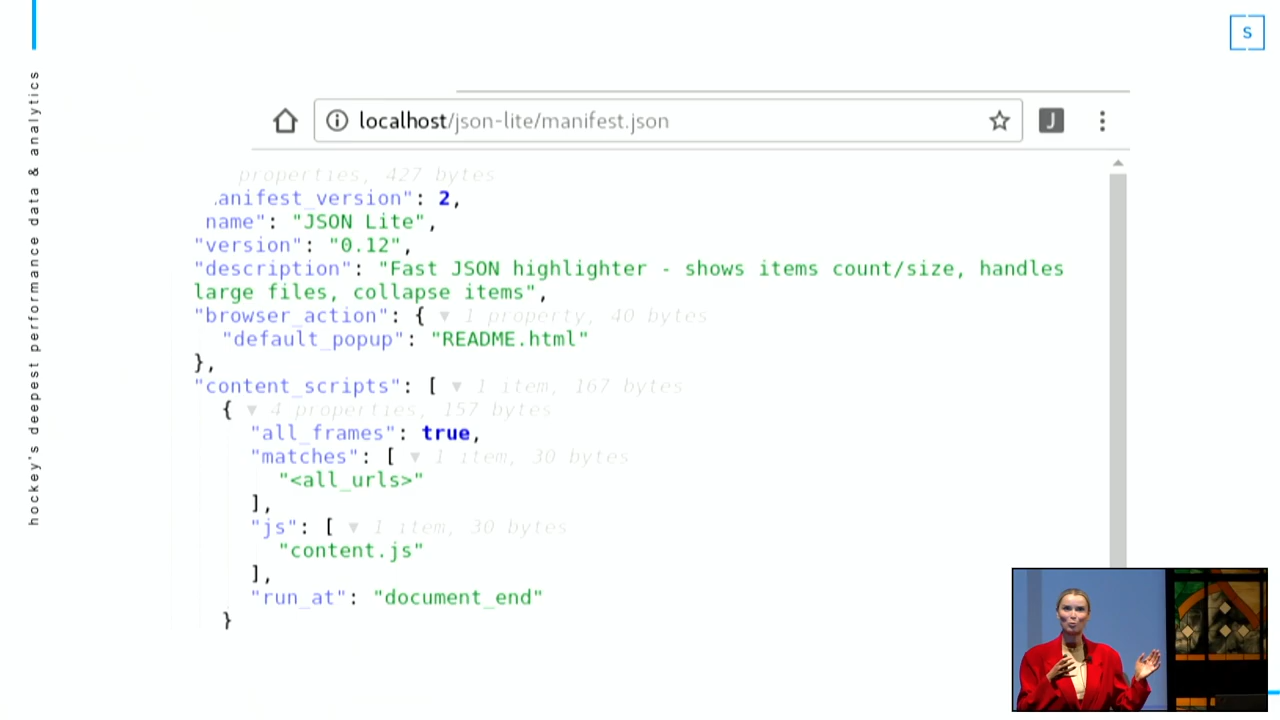 S
hockey's deepest performance data & analytics
localhost/json-lite/manifest.json
J
properties, 427 bytes
anifest_version": 2,
name": "JSON Lite",
"version": "0.12",
"description": "Fast JSON highlighter - shows items count/size, handles
large files, collapse items",
"browser_action": { ▼ 1 property, 40 bytes
"default_popup": "README.html"
},
"content_scripts": [ ▼ 1 item, 167 bytes
{ ▼ 4 properties, 157 bytes
"all_frames": true,
"matches": [ ▼ 1 item, 30 bytes
"<all_urls>"
],
"js": [ ▼ 1 item, 30 bytes
"content.js"
],
"run_at": "document_end"
}